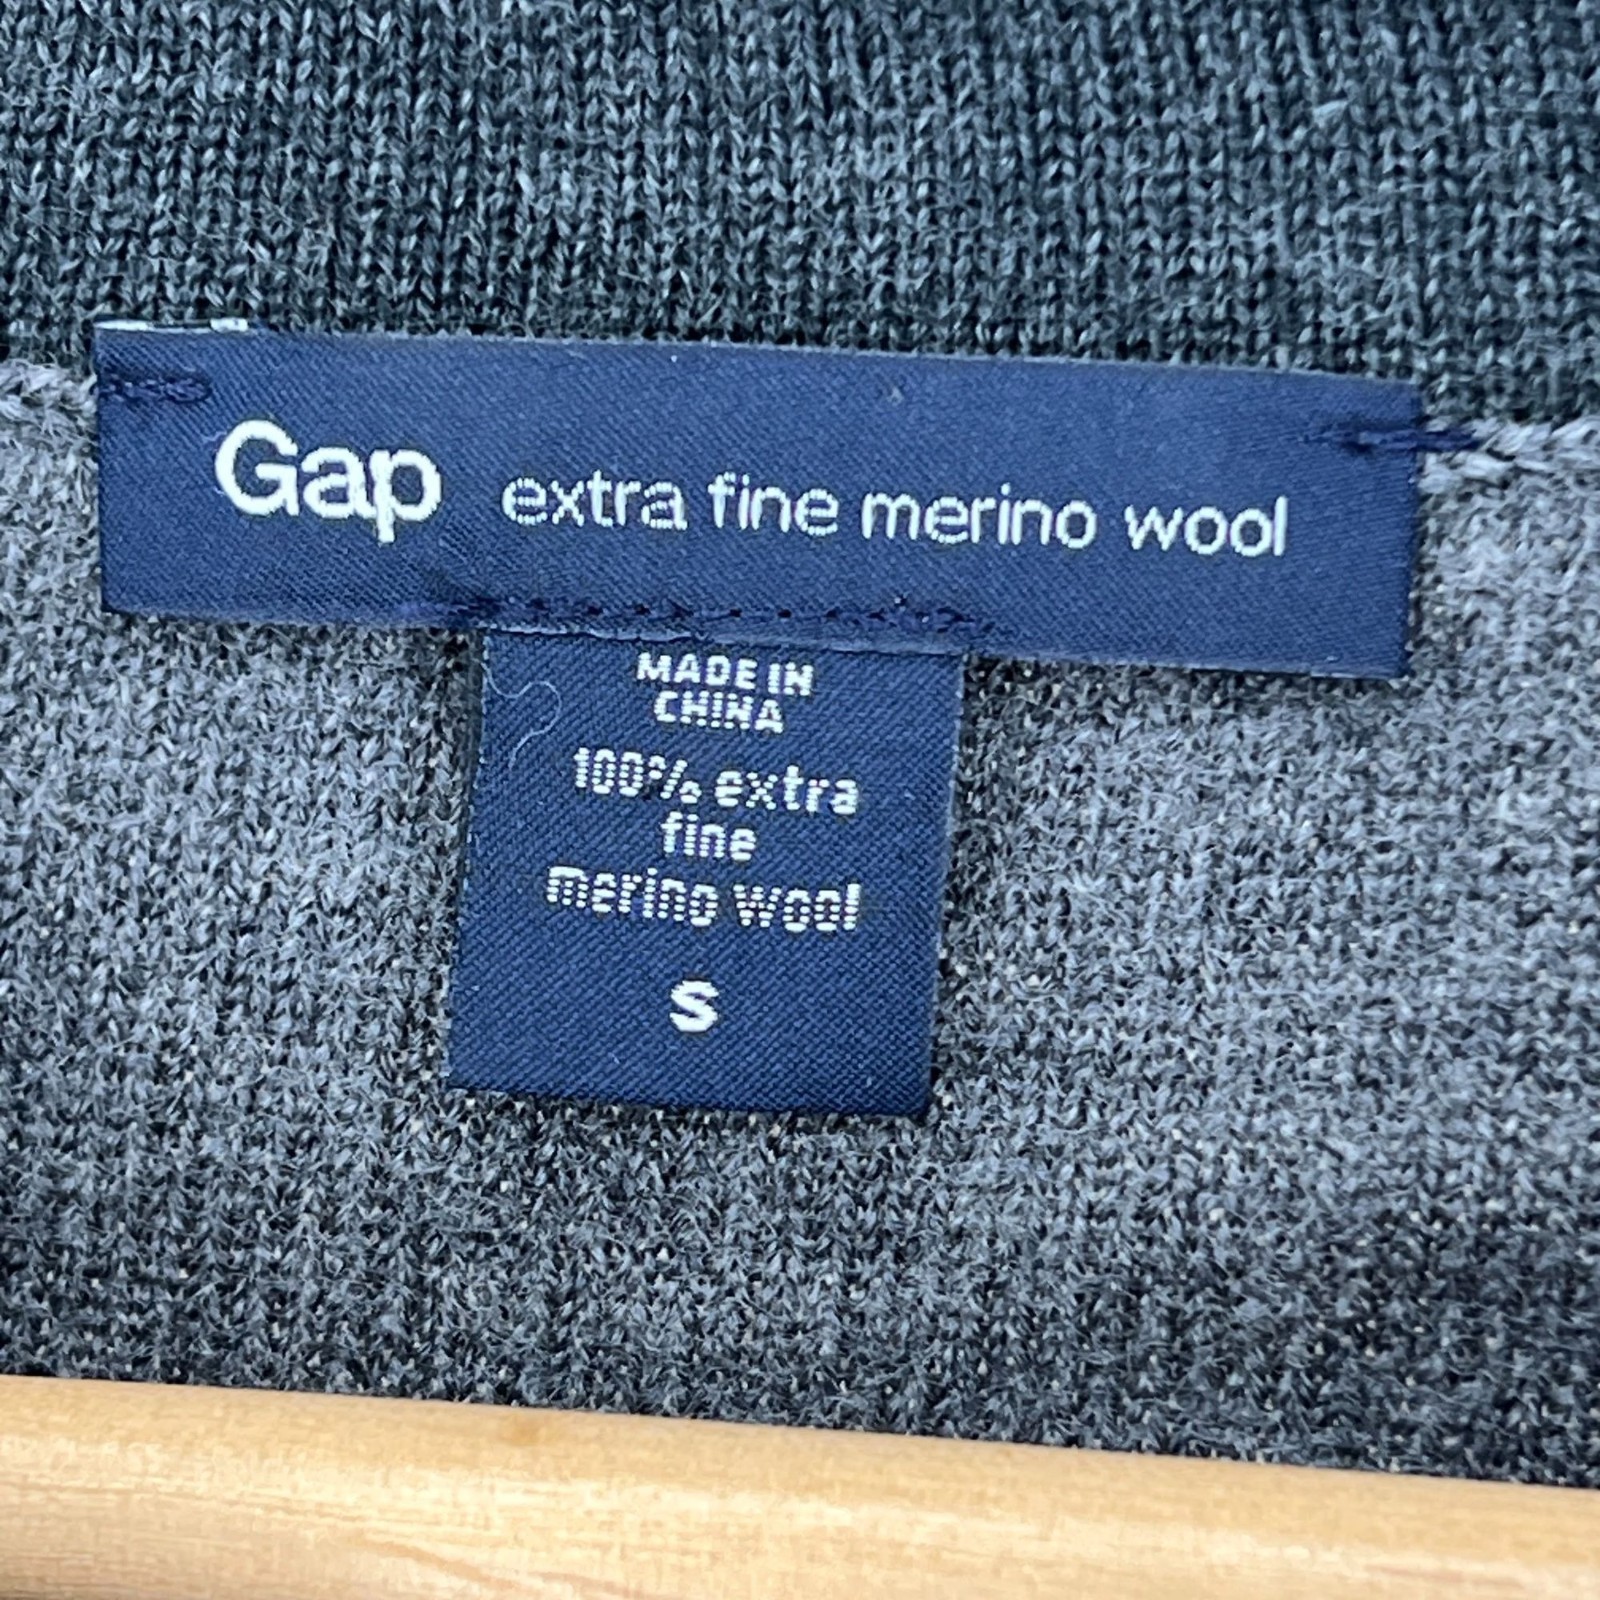 Gap extra fine merino wool
MADE IN
CHINA
100% extra
fine
merino wool
S